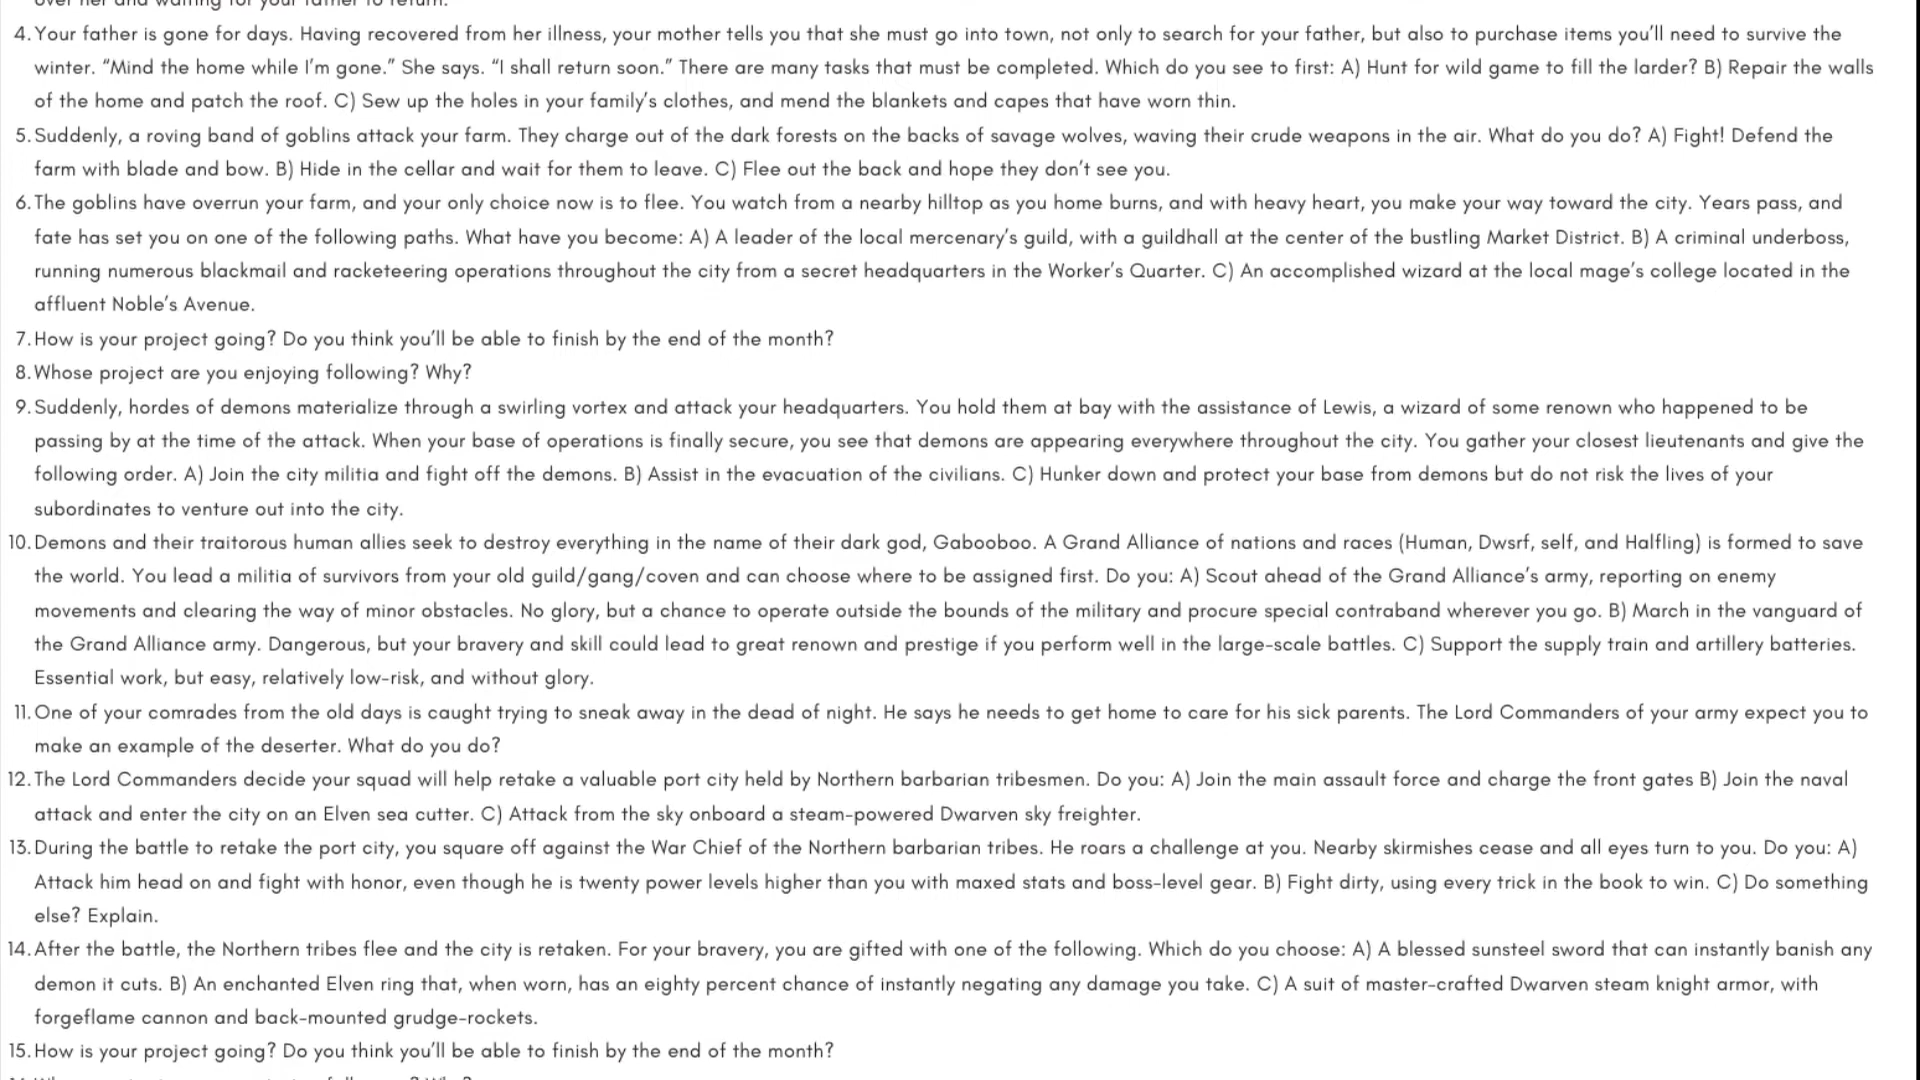 over her and waiting for your father to return.
4. Your father is gone for days. Having recovered from her illness, your mother tells you that she must go into town, not only to search for your father, but also to purchase items you’ll need to survive the
winter. “Mind the home while I’m gone.” She says. “I shall return soon.” There are many tasks that must be completed. Which do you see to first: A) Hunt for wild game to fill the larder? B) Repair the walls
of the home and patch the roof. C) Sew up the holes in your family’s clothes, and mend the blankets and capes that have worn thin.
5. Suddenly, a roving band of goblins attack your farm. They charge out of the dark forests on the backs of savage wolves, waving their crude weapons in the air. What do you do? A) Fight! Defend the
farm with blade and bow. B) Hide in the cellar and wait for them to leave. C) Flee out the back and hope they don’t see you.
6. The goblins have overrun your farm, and your only choice now is to flee. You watch from a nearby hilltop as you home burns, and with heavy heart, you make your way toward the city. Years pass, and
fate has set you on one of the following paths. What have you become: A) A leader of the local mercenary’s guild, with a guildhall at the center of the bustling Market District. B) A criminal underboss,
running numerous blackmail and racketeering operations throughout the city from a secret headquarters in the Worker’s Quarter. C) An accomplished wizard at the local mage’s college located in the
affluent Noble’s Avenue.
7. How is your project going? Do you think you’ll be able to finish by the end of the month?
8. Whose project are you enjoying following? Why?
9. Suddenly, hordes of demons materialize through a swirling vortex and attack your headquarters. You hold them at bay with the assistance of Lewis, a wizard of some renown who happened to be
passing by at the time of the attack. When your base of operations is finally secure, you see that demons are appearing everywhere throughout the city. You gather your closest lieutenants and give the
following order. A) Join the city militia and fight off the demons. B) Assist in the evacuation of the civilians. C) Hunker down and protect your base from demons but do not risk the lives of your
subordinates to venture out into the city.
10. Demons and their traitorous human allies seek to destroy everything in the name of their dark god, Gabooboo. A Grand Alliance of nations and races (Human, Dwsrf, self, and Halfling) is formed to save
the world. You lead a militia of survivors from your old guild/gang/coven and can choose where to be assigned first. Do you: A) Scout ahead of the Grand Alliance’s army, reporting on enemy
movements and clearing the way of minor obstacles. No glory, but a chance to operate outside the bounds of the military and procure special contraband wherever you go. B) March in the vanguard of
the Grand Alliance army. Dangerous, but your bravery and skill could lead to great renown and prestige if you perform well in the large-scale battles. C) Support the supply train and artillery batteries.
Essential work, but easy, relatively low-risk, and without glory.
11. One of your comrades from the old days is caught trying to sneak away in the dead of night. He says he needs to get home to care for his sick parents. The Lord Commanders of your army expect you to
make an example of the deserter. What do you do?
12. The Lord Commanders decide your squad will help retake a valuable port city held by Northern barbarian tribesmen. Do you: A) Join the main assault force and charge the front gates B) Join the naval
attack and enter the city on an Elven sea cutter. C) Attack from the sky onboard a steam-powered Dwarven sky freighter.
13. During the battle to retake the port city, you square off against the War Chief of the Northern barbarian tribes. He roars a challenge at you. Nearby skirmishes cease and all eyes turn to you. Do you: A)
Attack him head on and fight with honor, even though he is twenty power levels higher than you with maxed stats and boss-level gear. B) Fight dirty, using every trick in the book to win. C) Do something
else? Explain.
14. After the battle, the Northern tribes flee and the city is retaken. For your bravery, you are gifted with one of the following. Which do you choose: A) A blessed sunsteel sword that can instantly banish any
demon it cuts. B) An enchanted Elven ring that, when worn, has an eighty percent chance of instantly negating any damage you take. C) A suit of master-crafted Dwarven steam knight armor, with
forgeflame cannon and back-mounted grudge-rockets.
15. How is your project going? Do you think you’ll be able to finish by the end of the month?